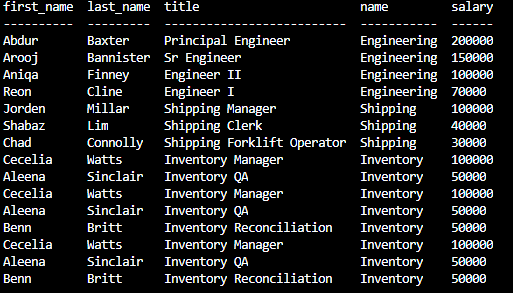 first_name  last_name  title                       name         salary
----------  ---------  --------------------------  -----------  ------
Abdur       Baxter     Principal Engineer          Engineering  200000
Arooj       Bannister  Sr Engineer                 Engineering  150000
Aniqa       Finney     Engineer II                 Engineering  100000
Reon        Cline      Engineer I                  Engineering  70000
Jorden      Millar     Shipping Manager            Shipping     100000
Shabaz      Lim        Shipping Clerk              Shipping     40000
Chad        Connolly   Shipping Forklift Operator  Shipping     30000
Cecelia     Watts      Inventory Manager           Inventory    100000
Aleena      Sinclair   Inventory QA                Inventory    50000
Cecelia     Watts      Inventory Manager           Inventory    100000
Aleena      Sinclair   Inventory QA                Inventory    50000
Benn        Britt      Inventory Reconciliation    Inventory    50000
Cecelia     Watts      Inventory Manager           Inventory    100000
Aleena      Sinclair   Inventory QA                Inventory    50000
Benn        Britt      Inventory Reconciliation    Inventory    50000